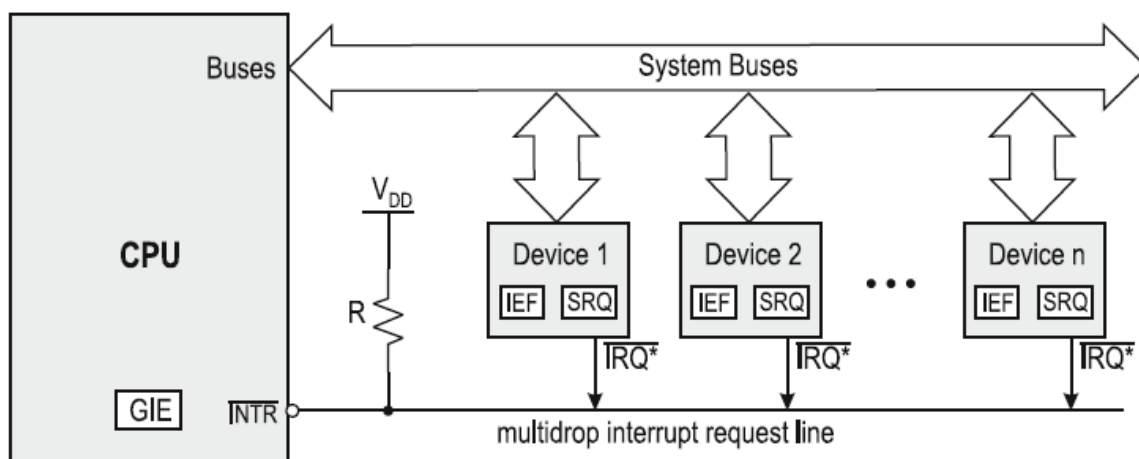 Buses
System Buses
V_DD
CPU
R
Device 1
IEF SRQ
Device 2
IEF SRQ
• • •
Device n
IEF SRQ
IRQ*
IRQ*
IRQ*
GIE
INTR
multidrop interrupt request line